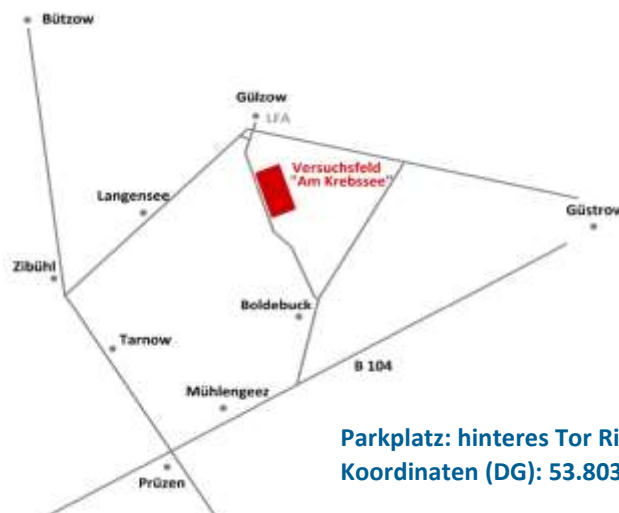 Bützow
Gülzow
LFA
Versuchsfeld
"Am Krebssee"
Langensee
Güstrow
Zibühl
Boldebuck
Tarnow
B 104
Mühlengeez
Parkplatz: hinteres Tor Ri
Koordinaten (DG): 53.803
Prüzen